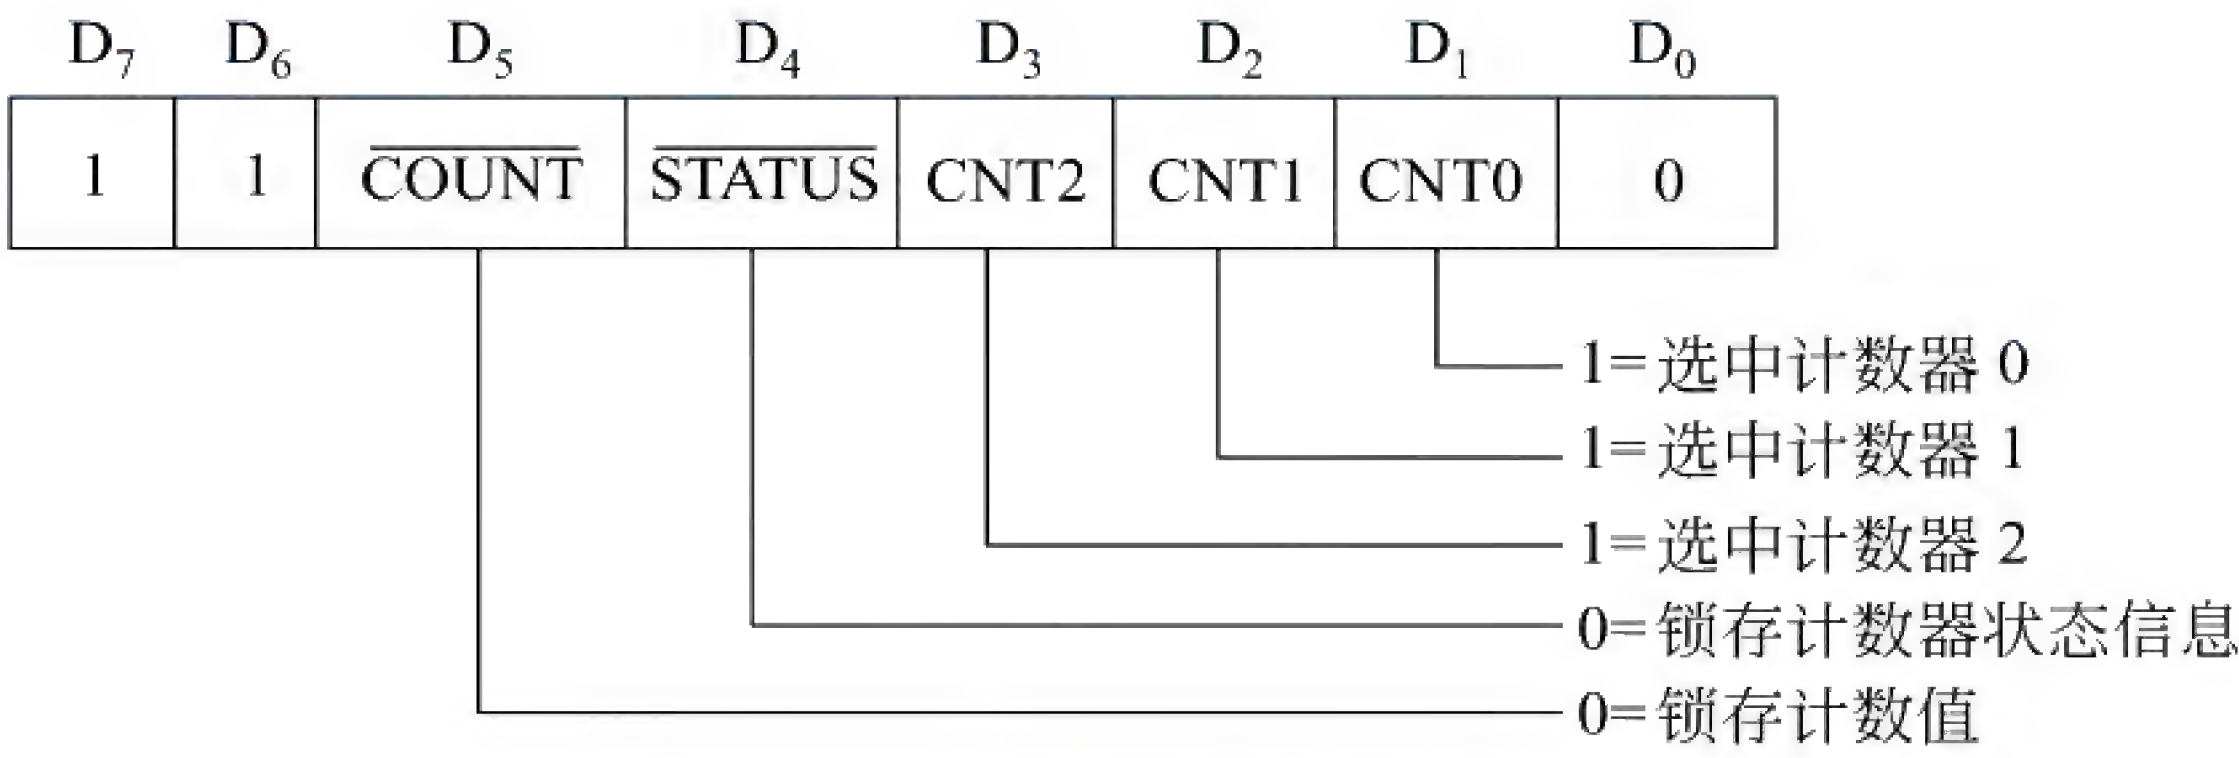 D₇ D₆ D₅ D₄ D₃ D₂ D₁ D₀
1 1 C̅O̅U̅N̅T̅ S̅T̅A̅T̅U̅S̅ CNT2 CNT1 CNT0 0
1=选中计数器 0
1=选中计数器 1
1=选中计数器 2
0=锁存计数器状态信息
0=锁存计数值